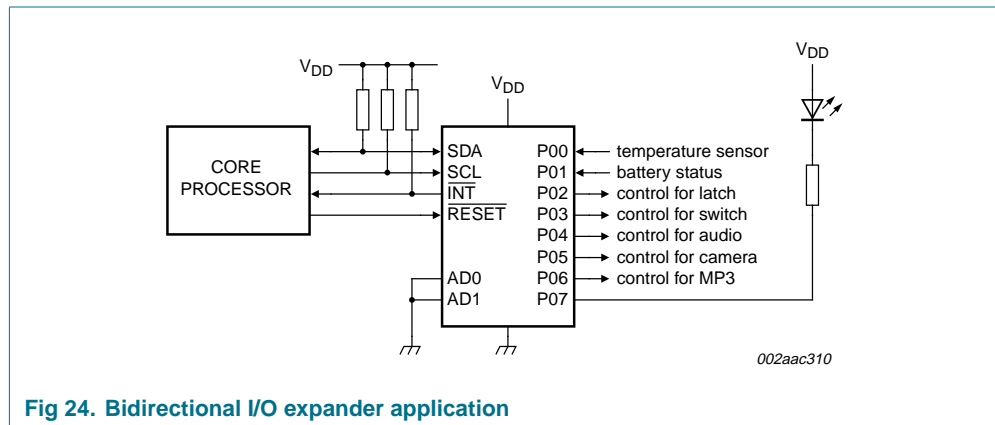 VDD
VDD
VDD
CORE
PROCESSOR
SDA
SCL
INT
RESET
AD0
AD1
P00
P01
P02
P03
P04
P05
P06
P07
temperature sensor
battery status
control for latch
control for switch
control for audio
control for camera
control for MP3
002aac310
Fig 24. Bidirectional I/O expander application